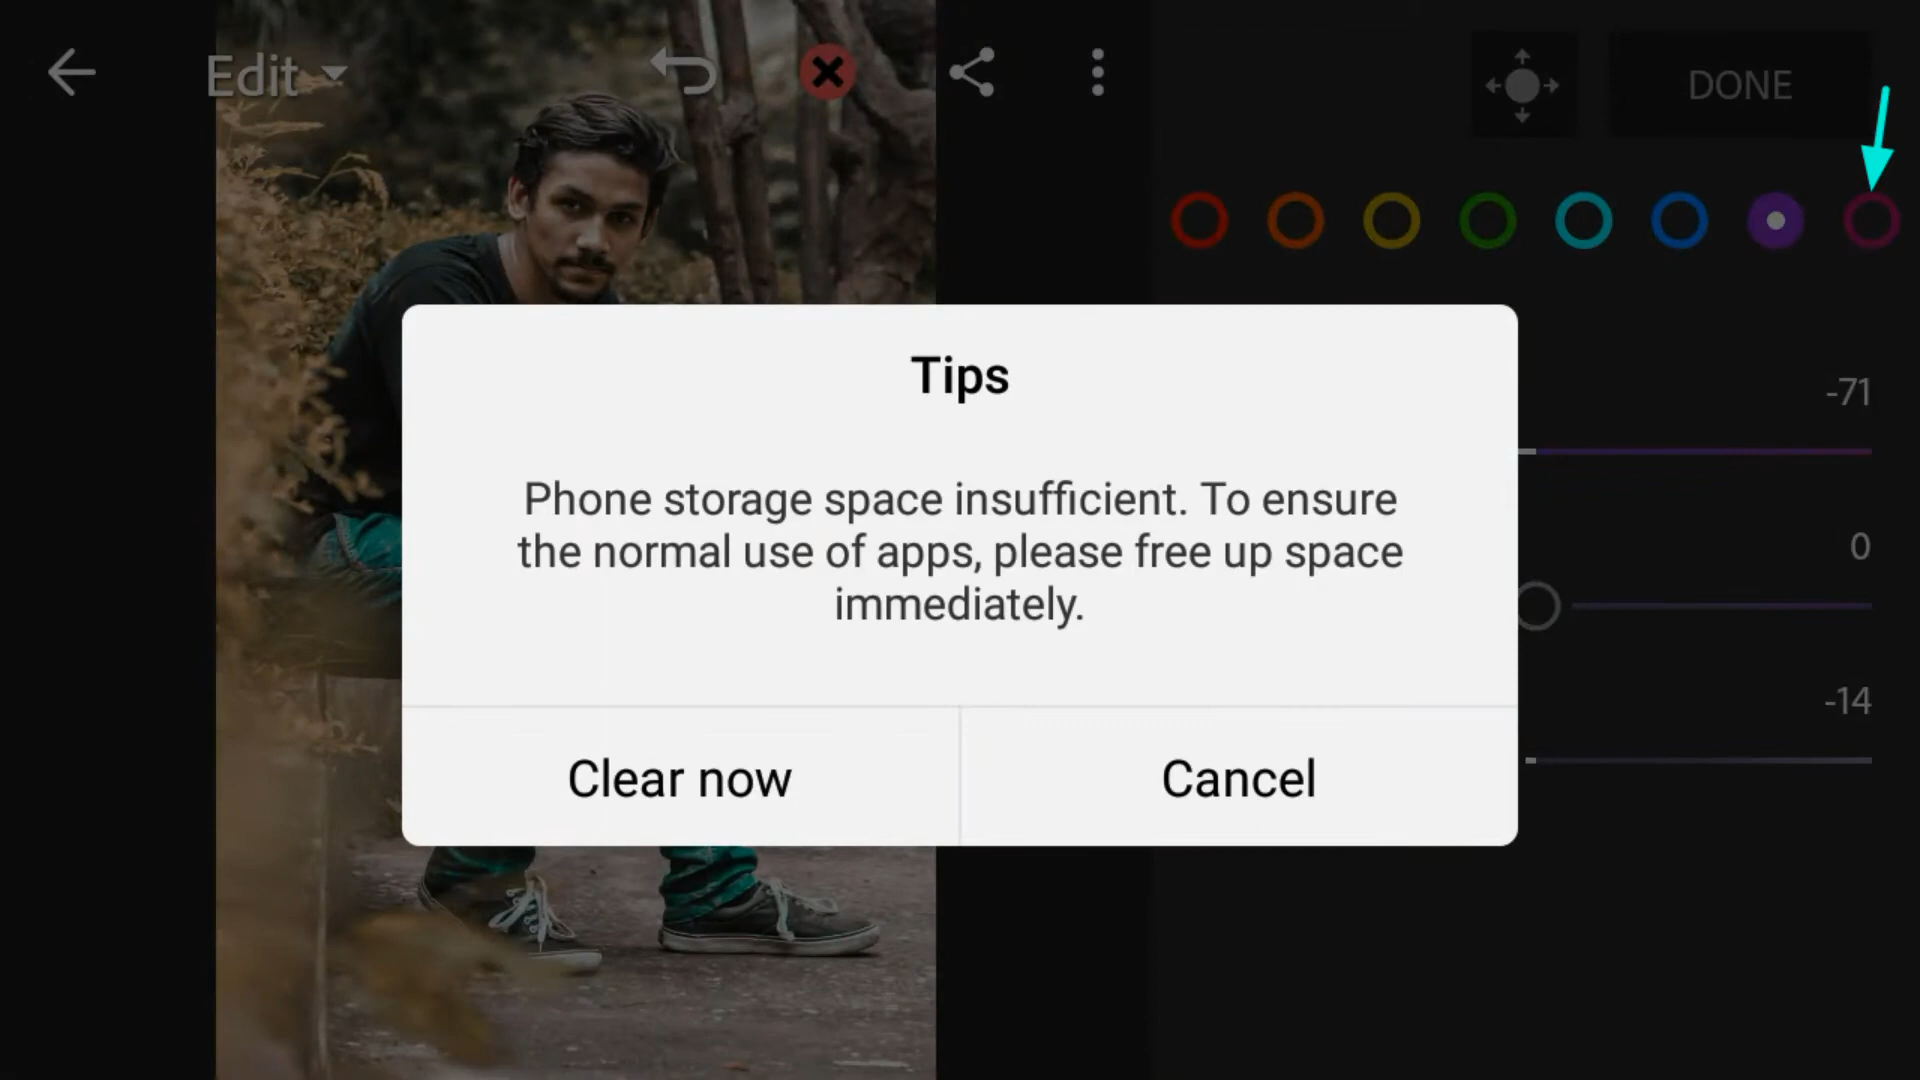 Edit
DONE
Tips
-71
Phone storage space insufficient. To ensure
the normal use of apps, please free up space
immediately.
0
-14
Clear now
Cancel